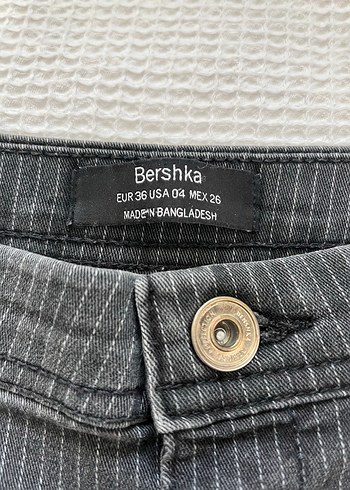 Bershka
EUR 36 USA 04 MEX 26
MADE IN BANGLADESH